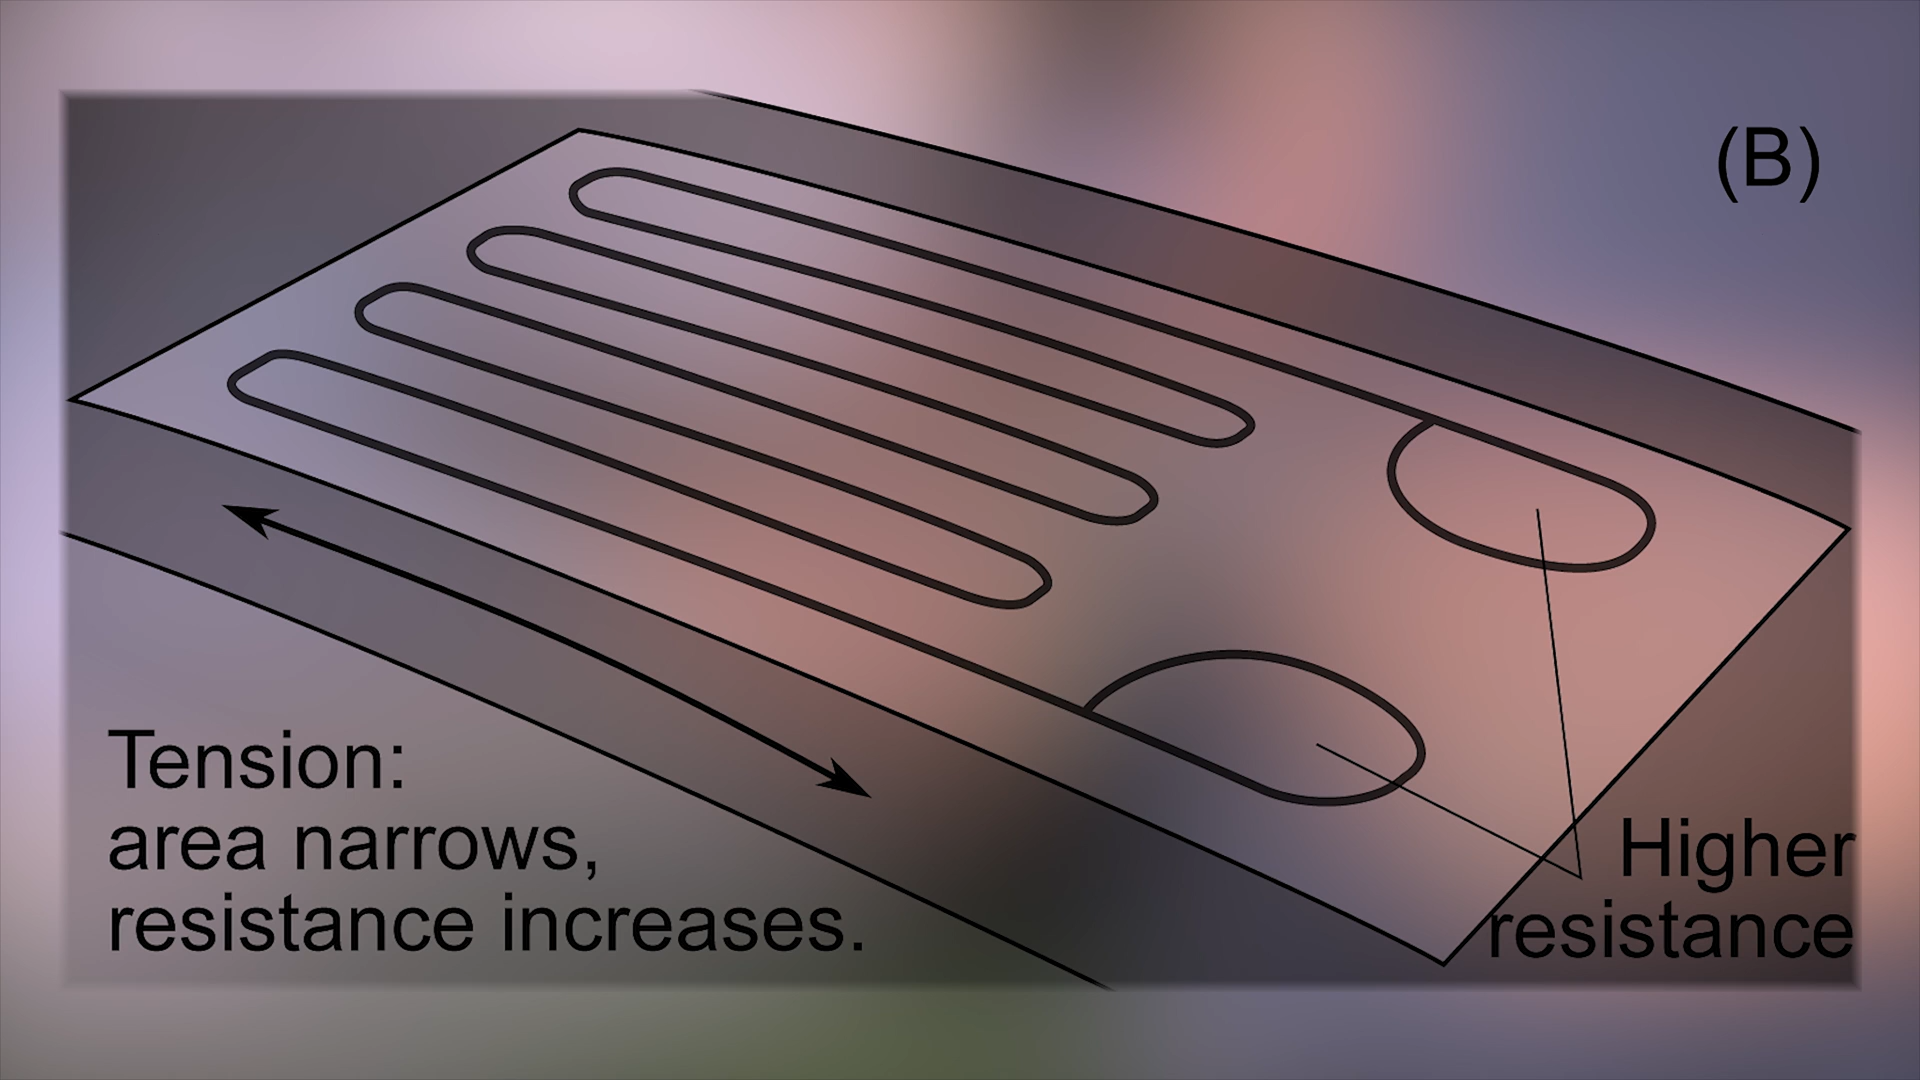 (B)
Tension:
area narrows,
resistance increases.
Higher
resistance